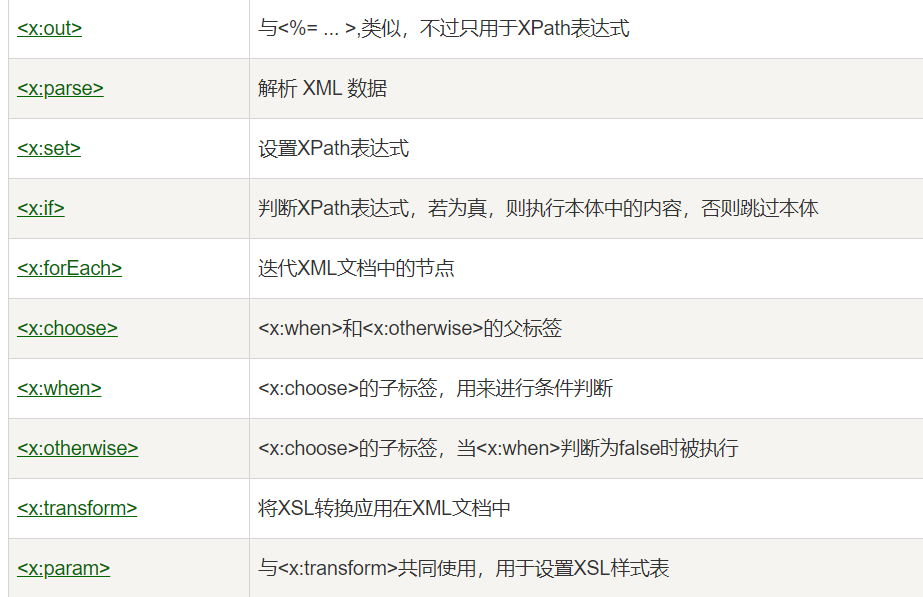 <x:out> 与<%= ... >,类似，不过只用于XPath表达式
<x:parse> 解析 XML 数据
<x:set> 设置XPath表达式
<x:if> 判断XPath表达式，若为真，则执行本体中的内容，否则跳过本体
<x:forEach> 迭代XML文档中的节点
<x:choose> <x:when>和<x:otherwise>的父标签
<x:when> <x:choose>的子标签，用来进行条件判断
<x:otherwise> <x:choose>的子标签，当<x:when>判断为false时被执行
<x:transform> 将XSL转换应用在XML文档中
<x:param> 与<x:transform>共同使用，用于设置XSL样式表